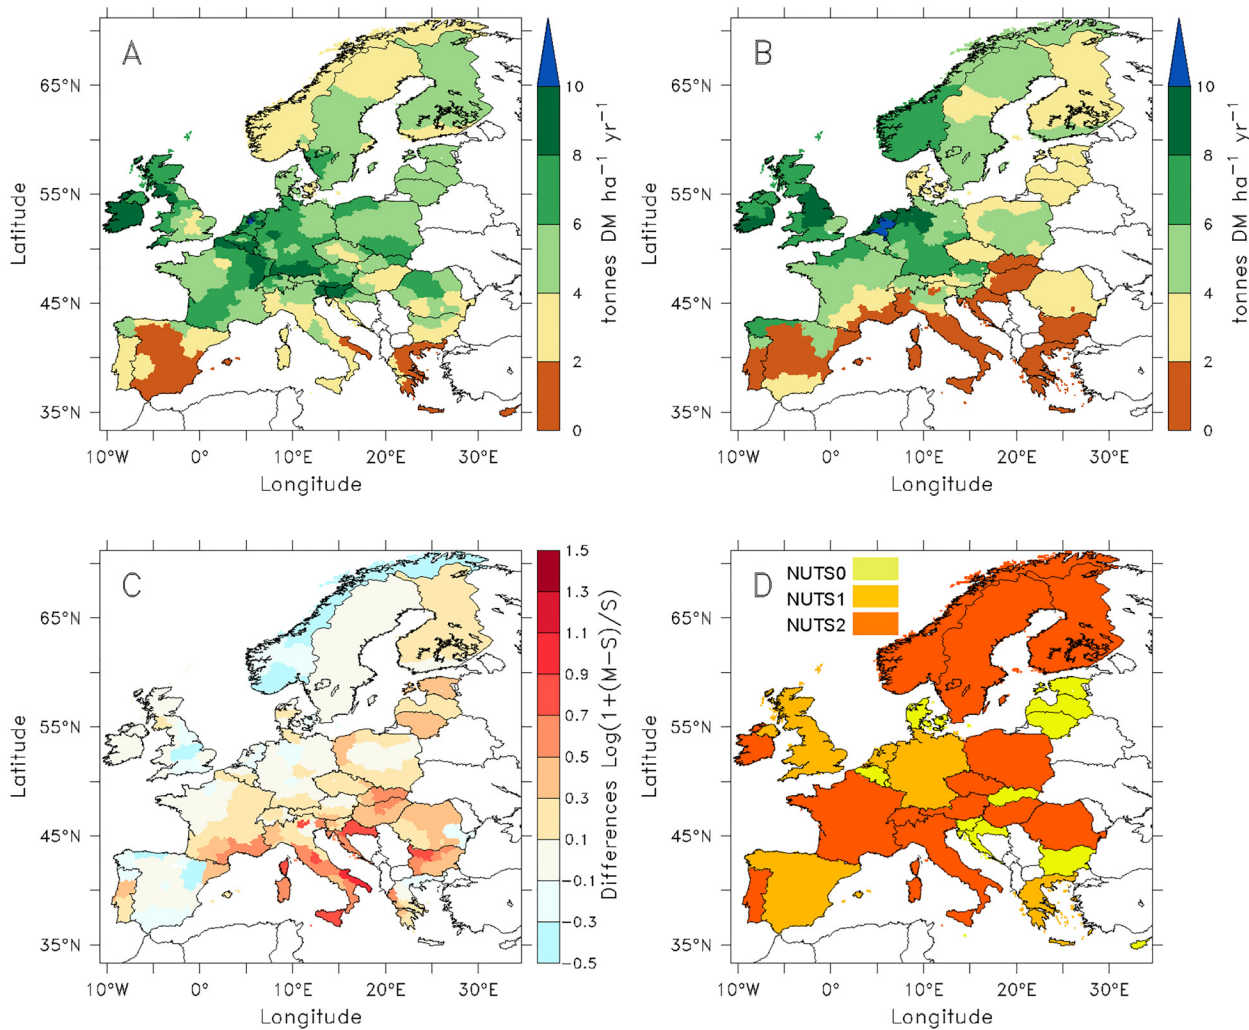 A
65°N
55°N
45°N
35°N
Latitude
10°W 0° 10°E 20°E 30°E
Longitude
10
8
6
4
2
0
tonnes DM ha⁻¹ yr⁻¹
B
65°N
55°N
45°N
35°N
Latitude
10°W 0° 10°E 20°E 30°E
Longitude
10
8
6
4
2
0
tonnes DM ha⁻¹ yr⁻¹
C
65°N
55°N
45°N
35°N
Latitude
10°W 0° 10°E 20°E 30°E
Longitude
1.5
1.3
1.1
0.9
0.7
0.5
0.3
0.1
−0.1
−0.3
−0.5
Differences Log(1+(M−S)/S)
D
NUTS0
NUTS1
NUTS2
65°N
55°N
45°N
35°N
Latitude
10°W 0° 10°E 20°E 30°E
Longitude